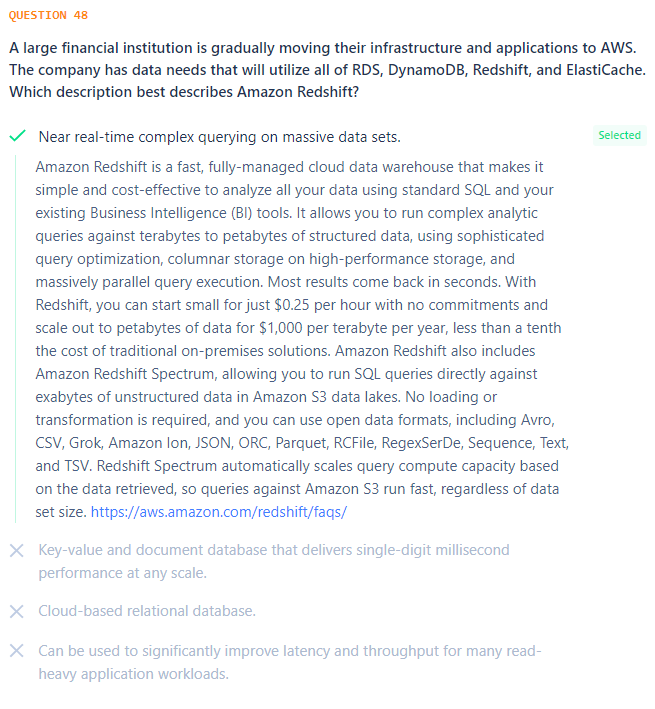 QUESTION 48
A large financial institution is gradually moving their infrastructure and applications to AWS.
The company has data needs that will utilize all of RDS, DynamoDB, Redshift, and ElastiCache.
Which description best describes Amazon Redshift?
Near real-time complex querying on massive data sets.
Selected
Amazon Redshift is a fast, fully-managed cloud data warehouse that makes it
simple and cost-effective to analyze all your data using standard SQL and your
existing Business Intelligence (BI) tools. It allows you to run complex analytic
queries against terabytes to petabytes of structured data, using sophisticated
query optimization, columnar storage on high-performance storage, and
massively parallel query execution. Most results come back in seconds. With
Redshift, you can start small for just $0.25 per hour with no commitments and
scale out to petabytes of data for $1,000 per terabyte per year, less than a tenth
the cost of traditional on-premises solutions. Amazon Redshift also includes
Amazon Redshift Spectrum, allowing you to run SQL queries directly against
exabytes of unstructured data in Amazon S3 data lakes. No loading or
transformation is required, and you can use open data formats, including Avro,
CSV, Grok, Amazon Ion, JSON, ORC, Parquet, RCFile, RegexSerDe, Sequence, Text,
and TSV. Redshift Spectrum automatically scales query compute capacity based
on the data retrieved, so queries against Amazon S3 run fast, regardless of data
set size. https://aws.amazon.com/redshift/faqs/
Key-value and document database that delivers single-digit millisecond
performance at any scale.
Cloud-based relational database.
Can be used to significantly improve latency and throughput for many read-
heavy application workloads.